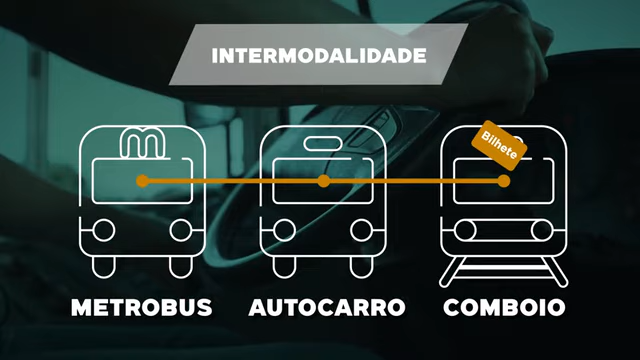 INTERMODALIDADE
m
Bilhete
METROBUS
AUTOCARRO
COMBOIO